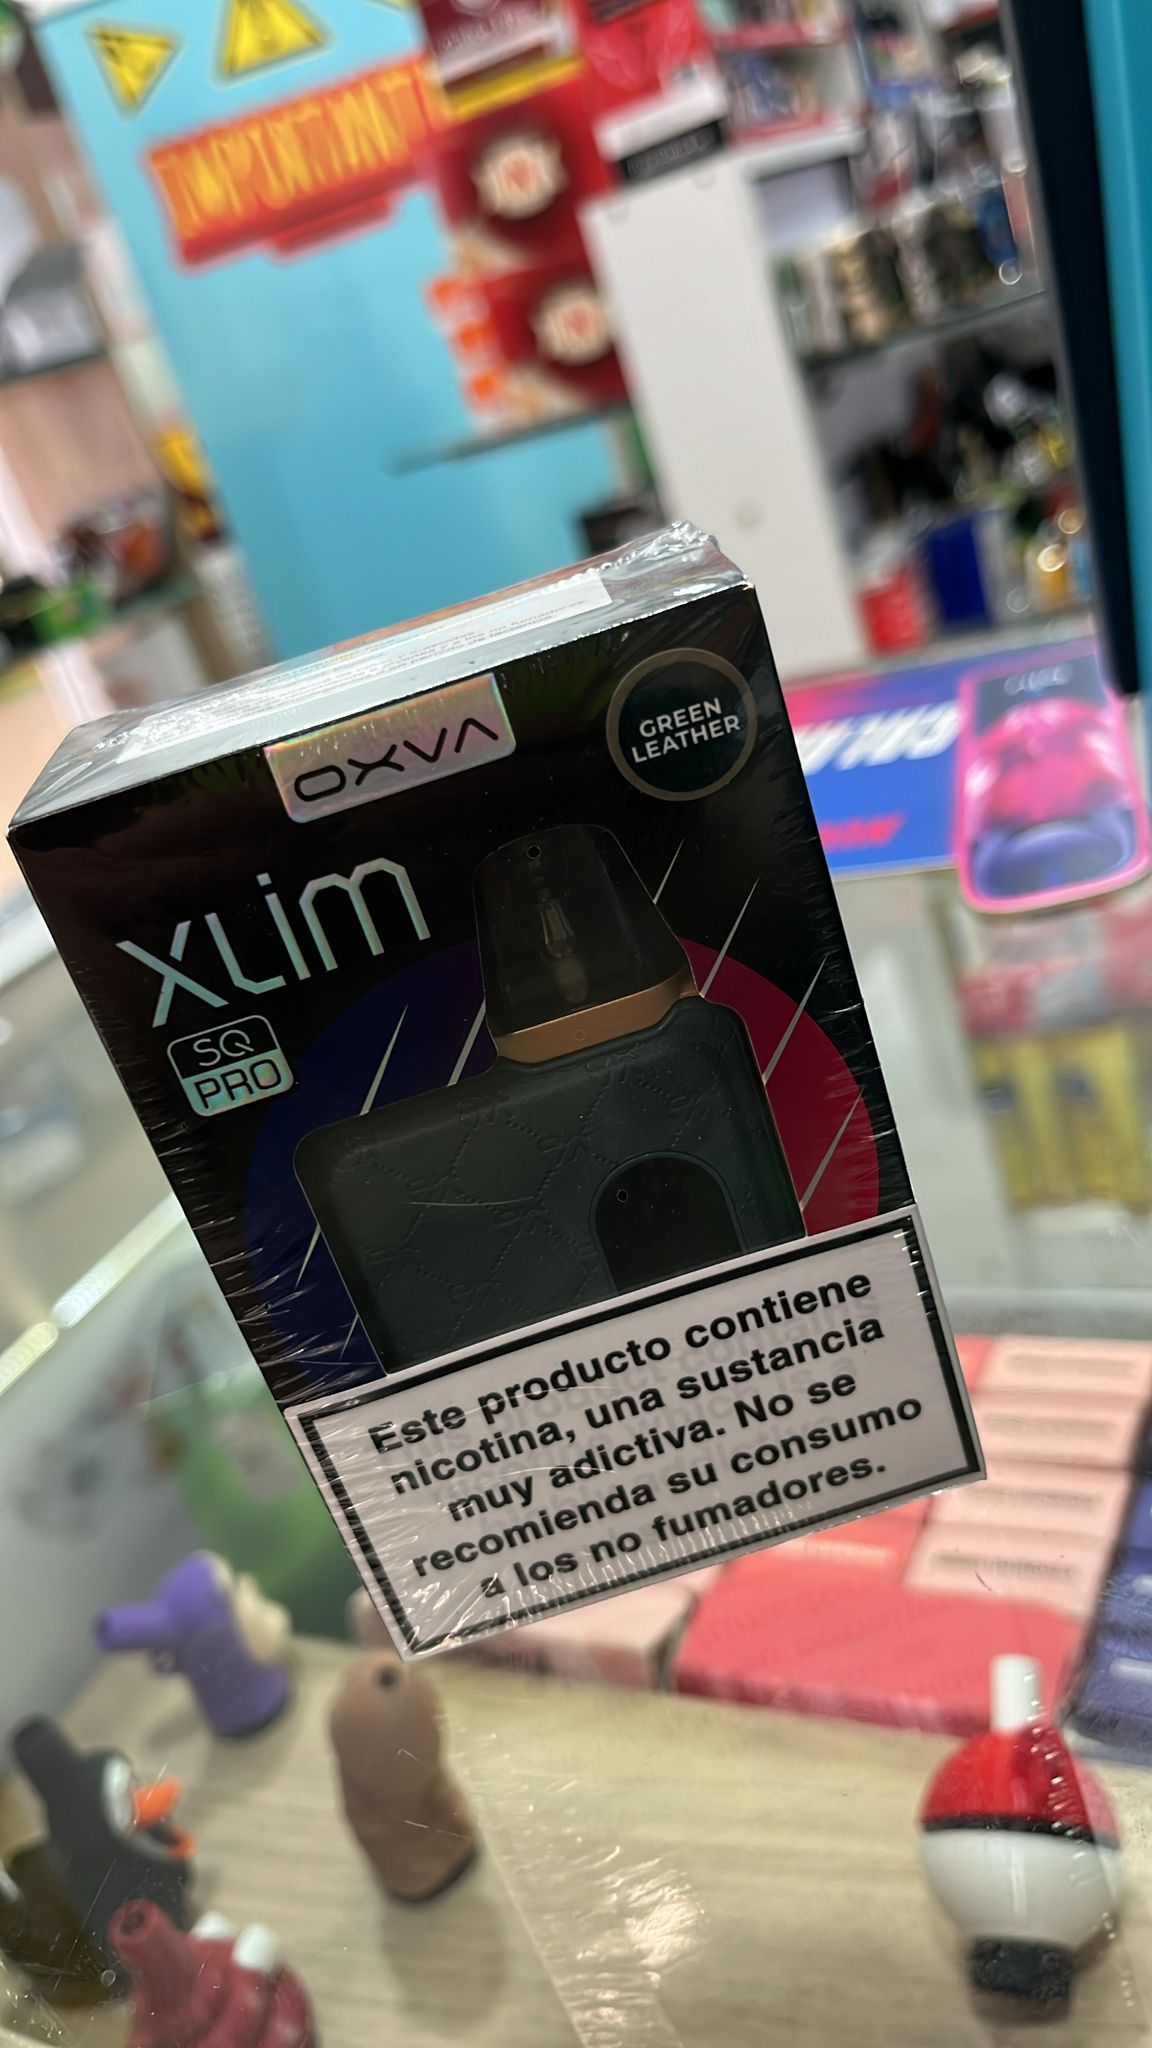 OXVA
GREEN
LEATHER
XLIM
SQ
PRO
Este producto contiene
nicotina, una sustancia
muy adictiva. No se
recomienda su consumo
a los no fumadores.